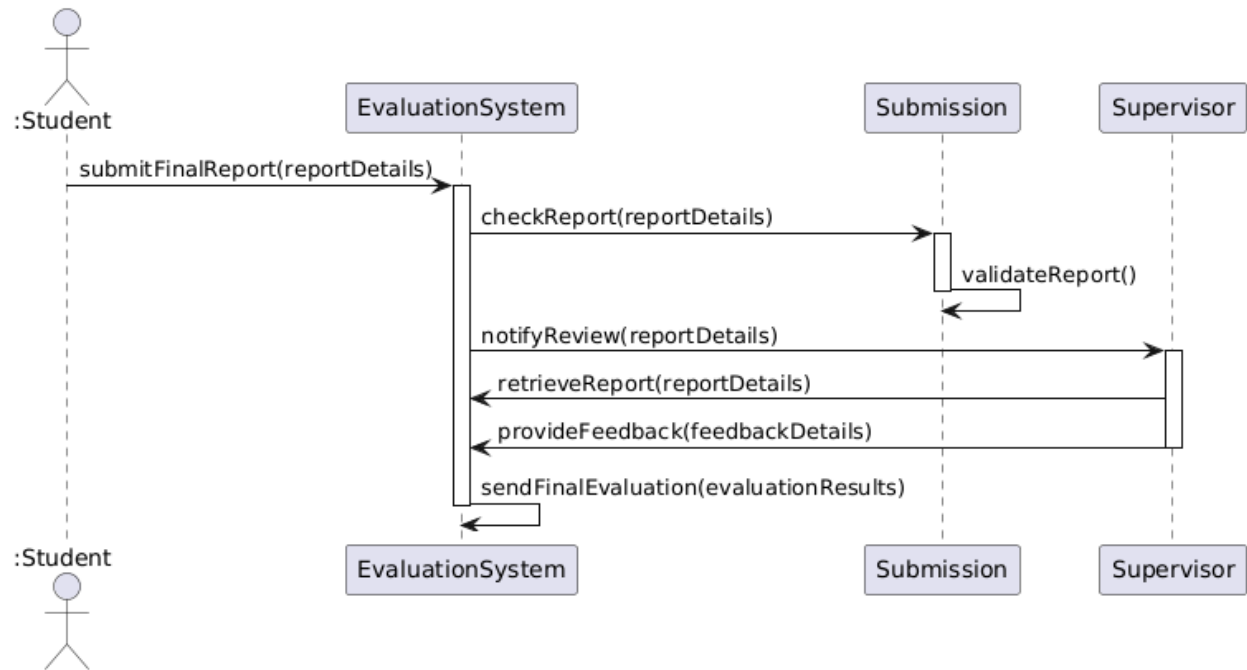 :Student
EvaluationSystem
Submission
Supervisor
submitFinalReport(reportDetails)
checkReport(reportDetails)
validateReport()
notifyReview(reportDetails)
retrieveReport(reportDetails)
provideFeedback(feedbackDetails)
sendFinalEvaluation(evaluationResults)
:Student
EvaluationSystem
Submission
Supervisor